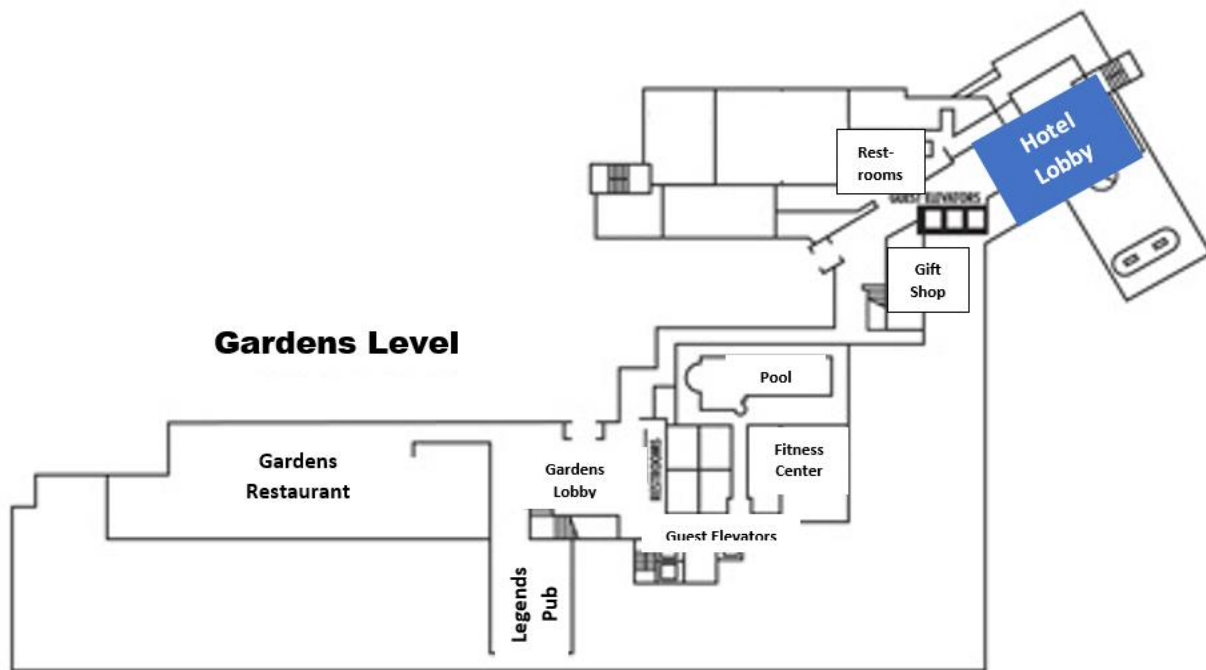 Hotel
Lobby
Rest-
rooms
GUEST ELEVATORS
Gift
Shop
Gardens Level
Pool
Gardens
Restaurant
Gardens
Lobby
RESTROOMS
Fitness
Center
Guest Elevators
Legends
Pub